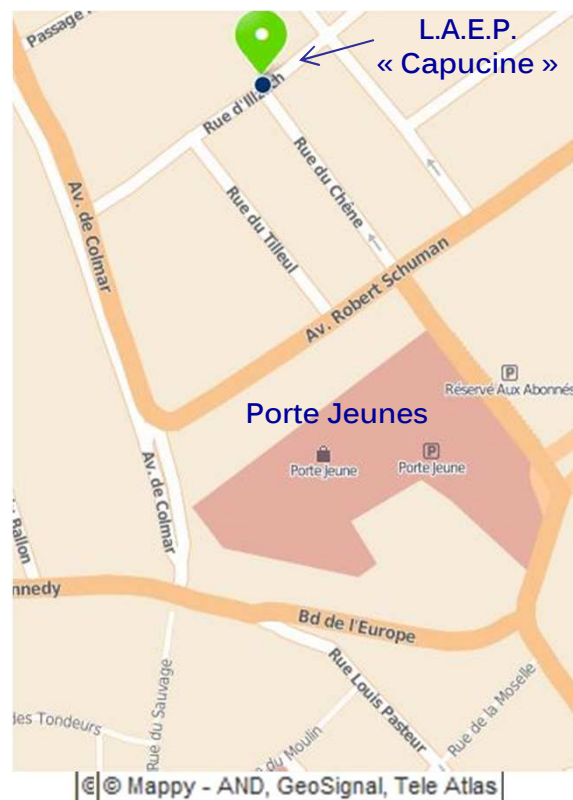 Passage
L.A.E.P.
« Capucine »
Rue d'Illzach
Av. de Colmar
Rue du Chêne
Rue du Tilleul
Av. Robert Schuman
P
Réservé Aux Abonnés
Porte Jeunes
Porte Jeune
P
Porte Jeune
Av. de Colmar
Ballon
nnedy
Bd de l'Europe
Rue du Sauvage
Rue Louis Pasteur
Rue de la Moselle
des Tondeurs
du Moulin
© © Mappy - AND, GeoSignal, Tele Atlas